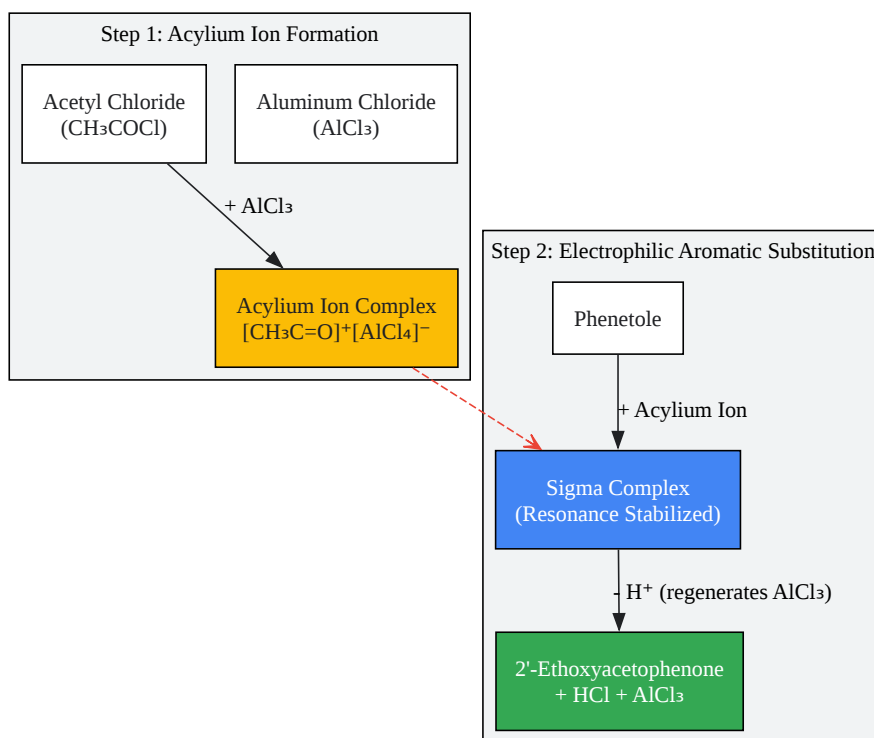 Step 1: Acylium Ion Formation
Acetyl Chloride
(CH₃COCl)
Aluminum Chloride
(AlCl₃)
+ AlCl₃
Acylium Ion Complex
[CH₃C=O]⁺[AlCl₄]⁻
Step 2: Electrophilic Aromatic Substitution
Phenetole
+ Acylium Ion
Sigma Complex
(Resonance Stabilized)
- H⁺ (regenerates AlCl₃)
2'-Ethoxyacetophenone
+ HCl + AlCl₃